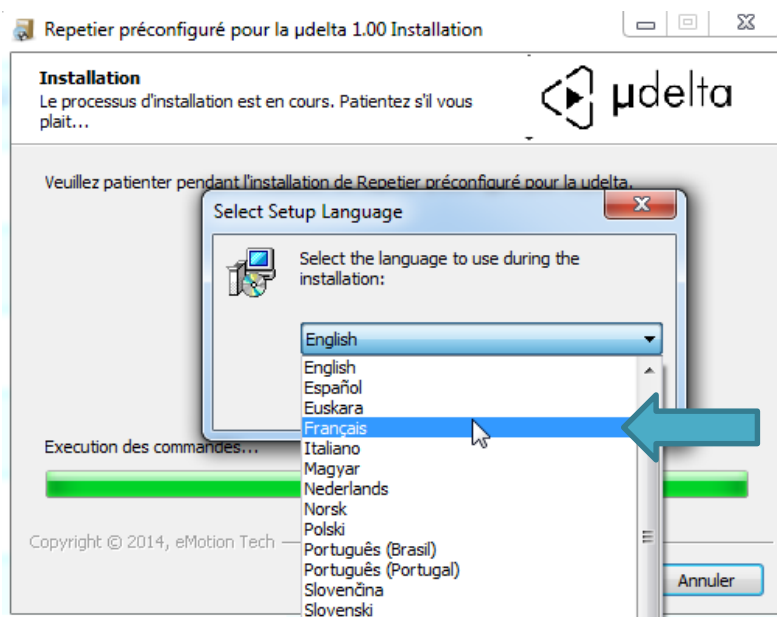 Repetier préconfiguré pour la µdelta 1.00 Installation
Installation
Le processus d'installation est en cours. Patientez s'il vous
plait...
µdelta
Veuillez patienter pendant l'installation de Repetier préconfiguré pour la udelta.
Select Setup Language
Select the language to use during the
installation:
English
English
Español
Euskara
Français
Italiano
Magyar
Nederlands
Norsk
Polski
Português (Brasil)
Português (Portugal)
Slovenčina
Slovenski
Execution des commandes...
Copyright © 2014, eMotion Tech
Annuler